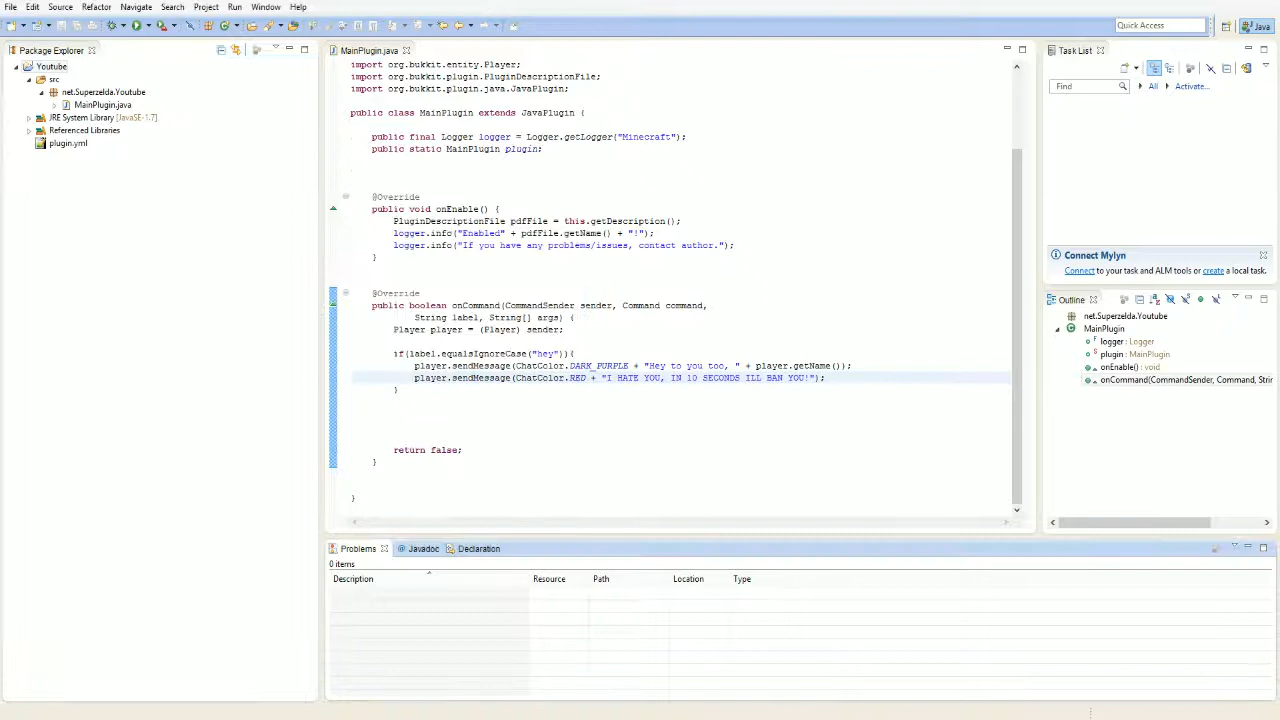 File Edit Source Refactor Navigate Search Project Run Window Help
Quick Access
Java
Package Explorer
Youtube
src
net.Superzelda.Youtube
MainPlugin.java
JRE System Library [JavaSE-1.7]
Referenced Libraries
plugin.yml
MainPlugin.java
import org.bukkit.entity.Player;
import org.bukkit.plugin.PluginDescriptionFile;
import org.bukkit.plugin.java.JavaPlugin;
public class MainPlugin extends JavaPlugin {
public final Logger logger = Logger.getLogger("Minecraft");
public static MainPlugin plugin;
@Override
public void onEnable() {
PluginDescriptionFile pdfFile = this.getDescription();
logger.info("Enabled" + pdfFile.getName() + "!");
logger.info("If you have any problems/issues, contact author.");
}
@Override
public boolean onCommand(CommandSender sender, Command command,
String label, String[] args) {
Player player = (Player) sender;
if(label.equalsIgnoreCase("hey")){
player.sendMessage(ChatColor.DARK_PURPLE + "Hey to you too, " + player.getName());
player.sendMessage(ChatColor.RED + "I HATE YOU, IN 10 SECONDS ILL BAN YOU!");
}
return false;
}
}
Task List
Find
All
Activate...
Connect Mylyn
Connect to your task and ALM tools or create a local task.
Outline
net.Superzelda.Youtube
MainPlugin
logger : Logger
plugin : MainPlugin
onEnable() : void
onCommand(CommandSender, Command, Strin
Problems
Javadoc
Declaration
0 items
Description Resource Path Location Type